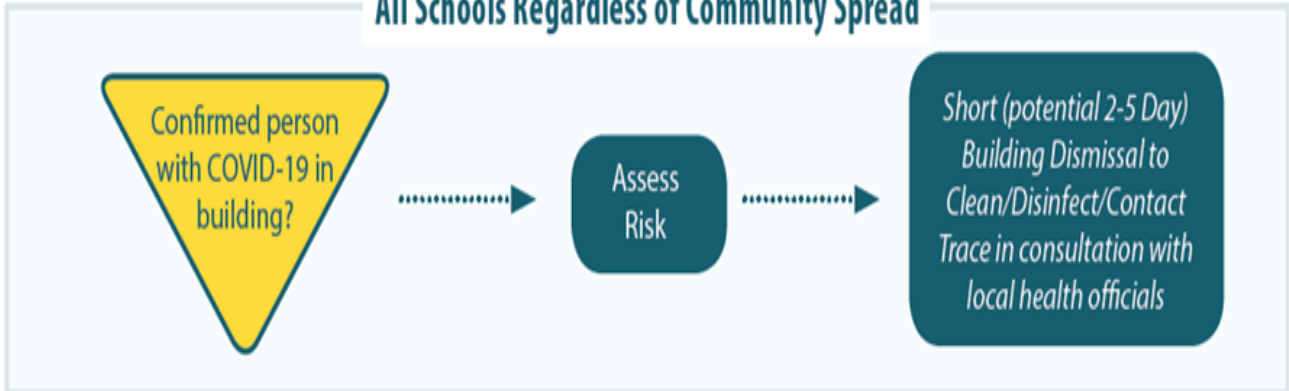 All Schools Regardless of Community Spread
Confirmed person
with COVID-19 in
building?
Assess
Risk
Short (potential 2-5 Day)
Building Dismissal to
Clean/Disinfect/Contact
Trace in consultation with
local health officials